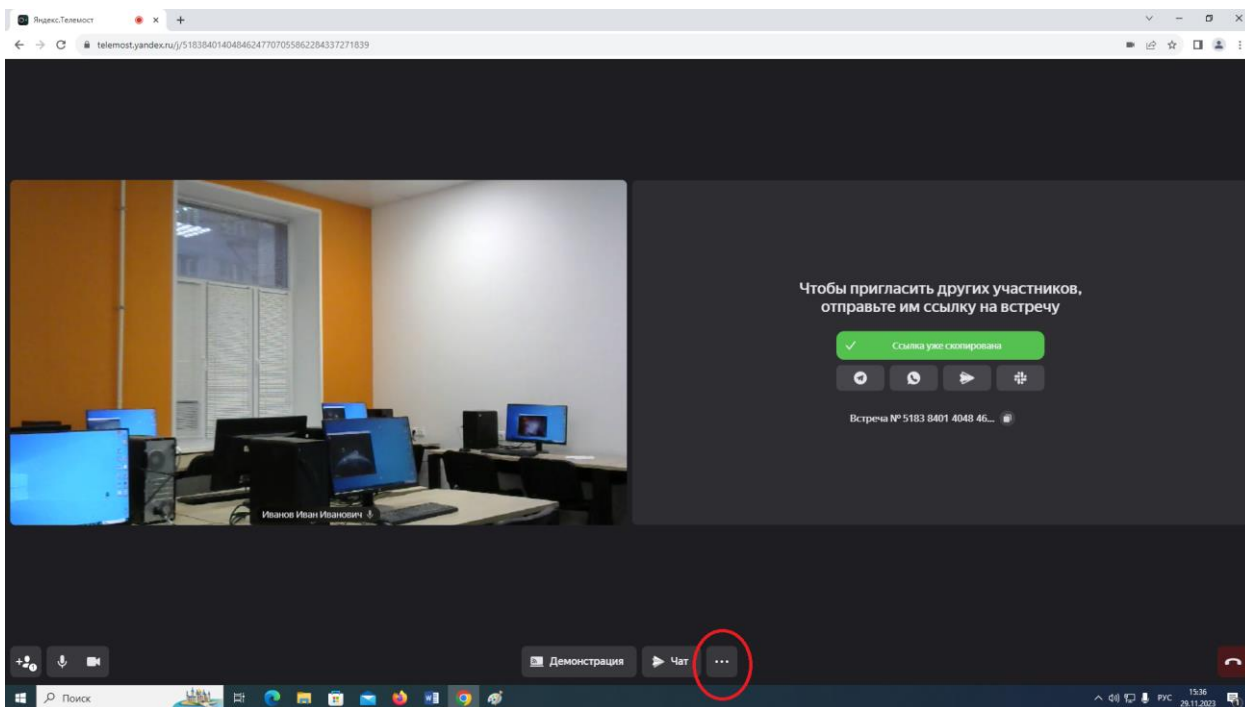 Яндекс.Телемост
telemost.yandex.ru/j/51838401404846247707055862284337271839
Чтобы пригласить других участников,
отправьте им ссылку на встречу
Ссылка уже скопирована
Встреча № 5183 8401 4048 46...
Иванов Иван Иванович
Демонстрация
Чат
Поиск
РУС
15:36
29.11.2023